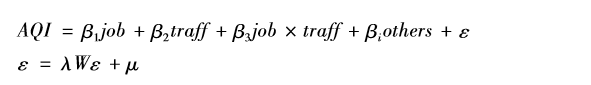 AQI = β₁job + β₂traff + β₃job × traff + βᵢothers + ε
ε = λWε + μ